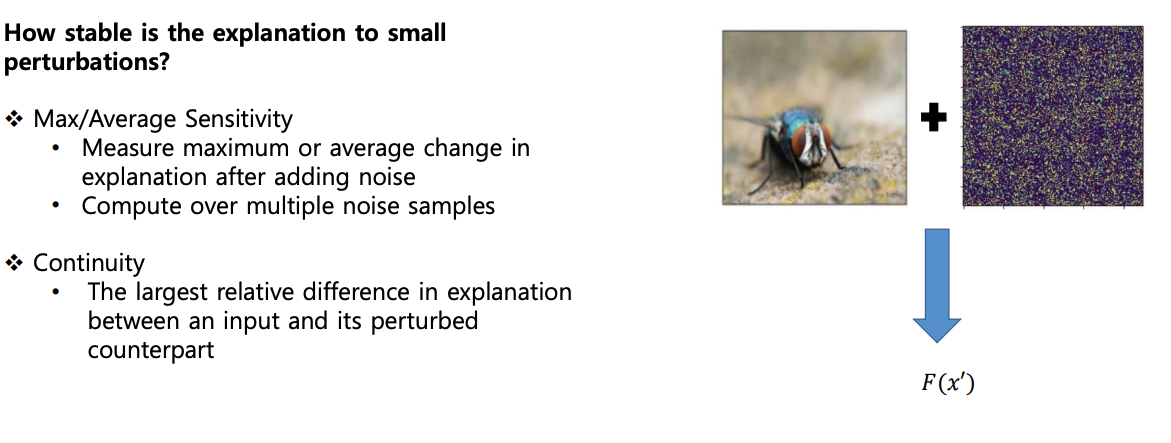 How stable is the explanation to small
perturbations?
❖ Max/Average Sensitivity
• Measure maximum or average change in
explanation after adding noise
• Compute over multiple noise samples
❖ Continuity
• The largest relative difference in explanation
between an input and its perturbed
counterpart
F(x′)